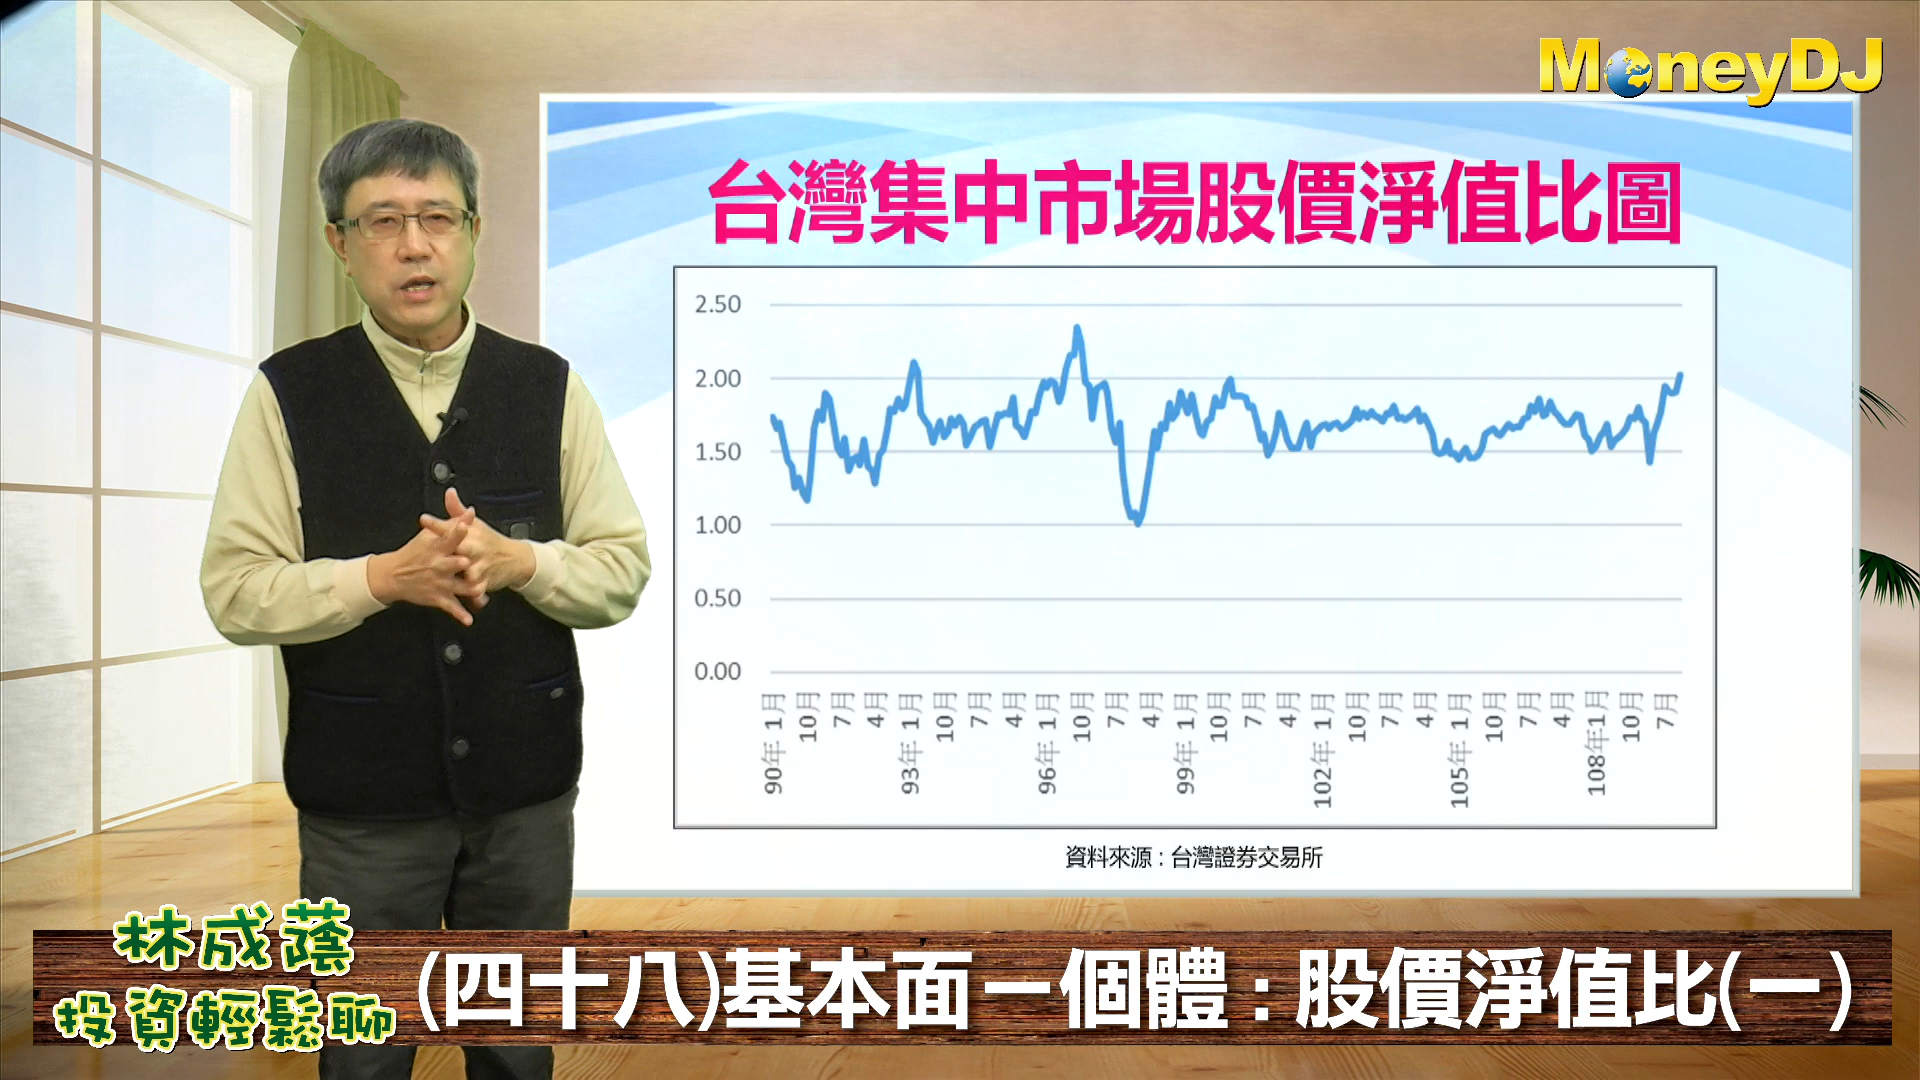 MoneyDJ
台灣集中市場股價淨值比圖
2.50
2.00
1.50
1.00
0.50
0.00
90年 1月
10月
7月
4月
93年 1月
10月
7月
4月
96年 1月
10月
7月
4月
99年 1月
10月
7月
4月
102年 1月
10月
7月
4月
105年 1月
10月
7月
4月
108年1月
10月
7月
資料來源 : 台灣證券交易所
林成蔭
投資輕鬆聊
(四十八)基本面－個體 : 股價淨值比(一)